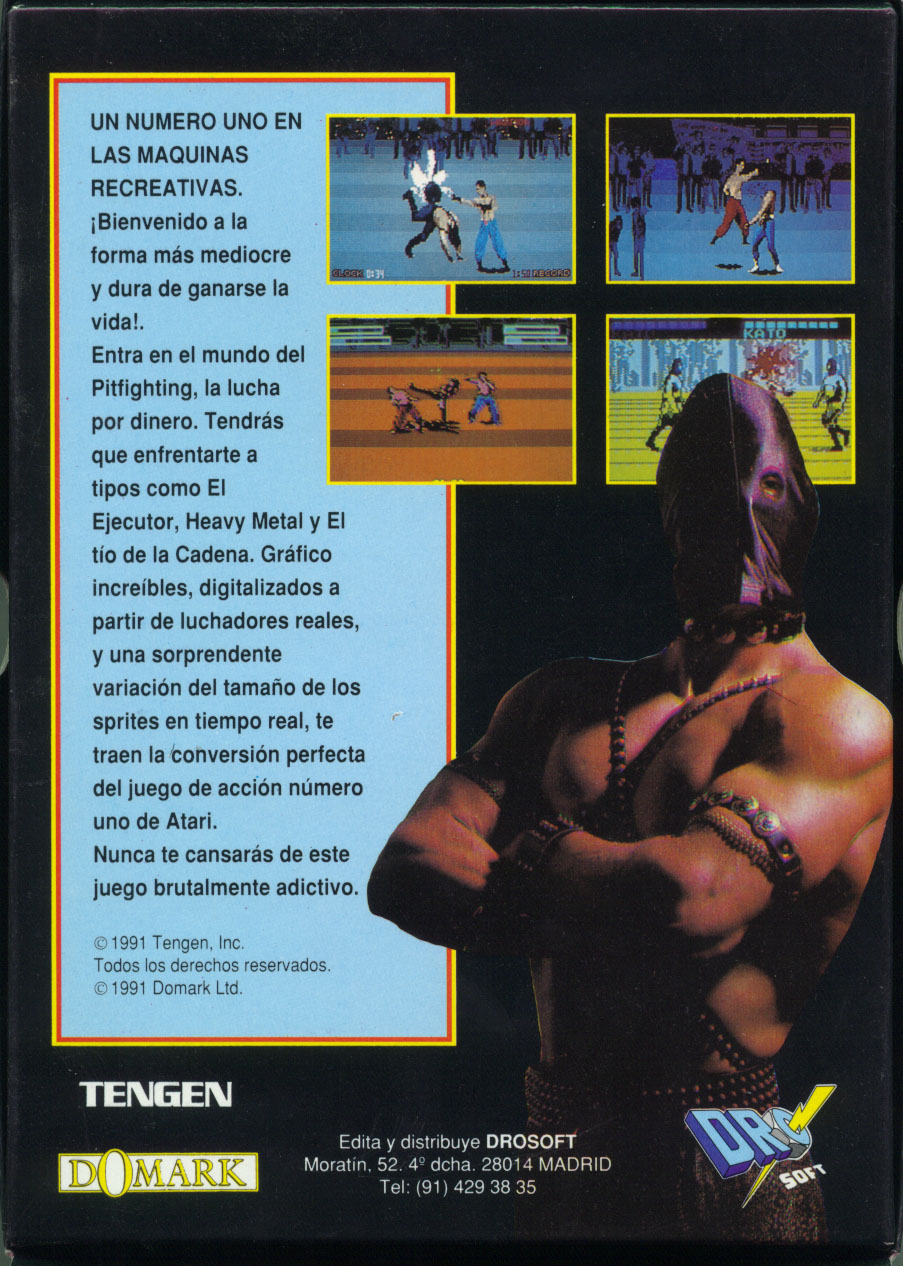 UN NUMERO UNO EN
LAS MAQUINAS
RECREATIVAS.
¡Bienvenido a la
forma más mediocre
y dura de ganarse la
vida!.
Entra en el mundo del
Pitfighting, la lucha
por dinero. Tendrás
que enfrentarte a
tipos como El
Ejecutor, Heavy Metal y El
tío de la Cadena. Gráfico
increíbles, digitalizados a
partir de luchadores reales,
y una sorprendente
variación del tamaño de los
sprites en tiempo real, te
traen la conversión perfecta
del juego de acción número
uno de Atari.
Nunca te cansarás de este
juego brutalmente adictivo.
© 1991 Tengen, Inc.
Todos los derechos reservados.
© 1991 Domark Ltd.
CLOCK 0:34 1:50 RECORD
KATO
TENGEN
DOMARK
Edita y distribuye DROSOFT
Moratín, 52. 4º dcha. 28014 MADRID
Tel: (91) 429 38 35
DRO
SOFT